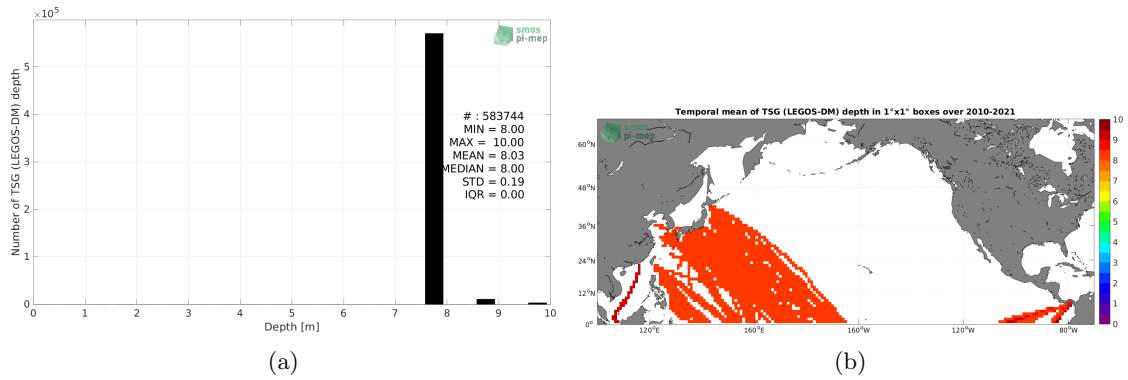 ×10⁵
smos
pi-mep
Number of TSG (LEGOS-DM) depth
5
4
3
2
1
0
# : 583744
MIN = 8.00
MAX = 10.00
MEAN = 8.03
MEDIAN = 8.00
STD = 0.19
IQR = 0.00
0 1 2 3 4 5 6 7 8 9 10
Depth [m]
(a)
Temporal mean of TSG (LEGOS-DM) depth in 1°x1° boxes over 2010-2021
smos
pi-mep
60°N
48°N
36°N
24°N
12°N
0°
120°E 160°E 160°W 120°W 80°W
10
9
8
7
6
5
4
3
2
1
0
(b)